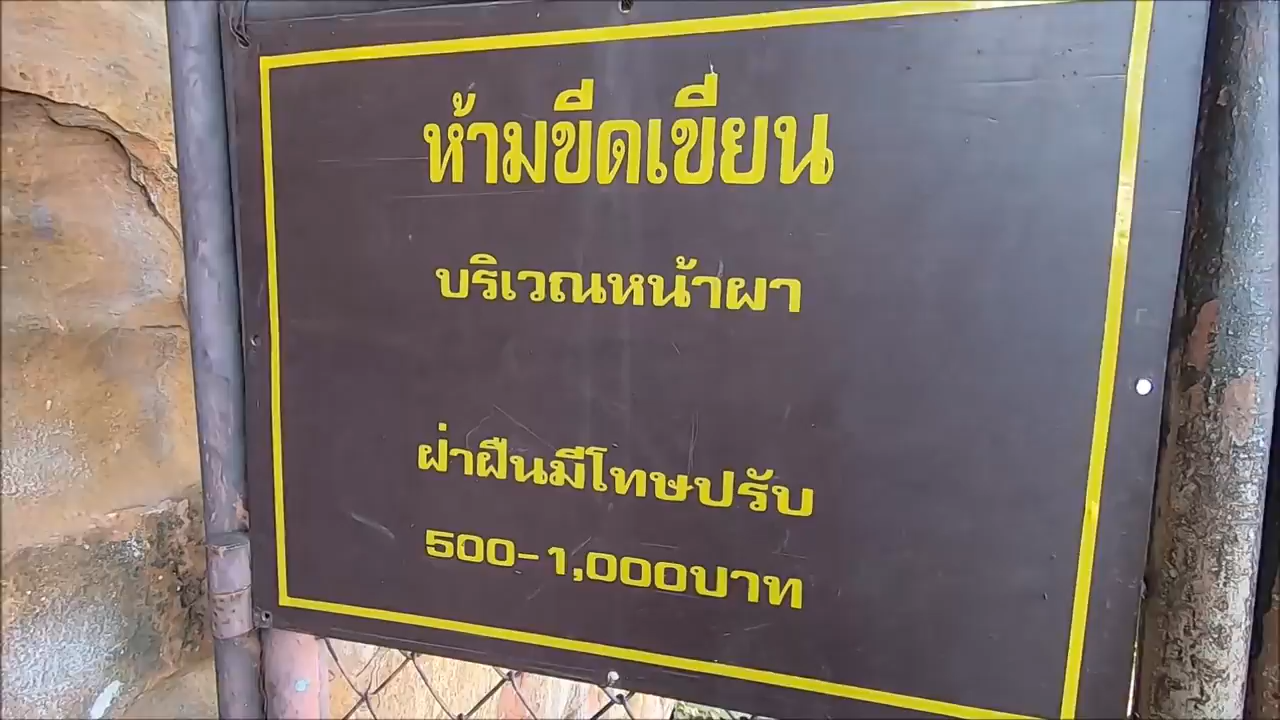 ห้ามขีดเขียน
บริเวณหน้าผา
ฝ่าฝืนมีโทษปรับ
500-1,000บาท